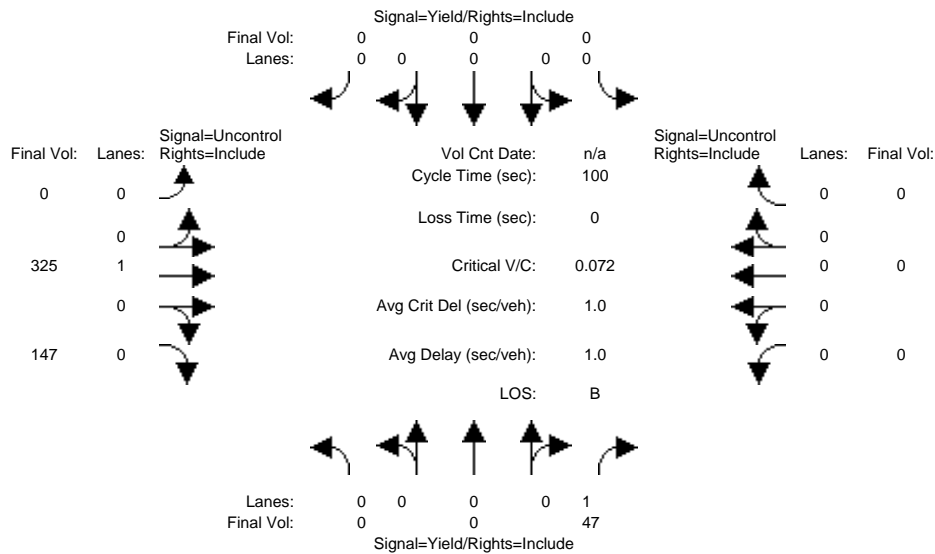 Signal=Yield/Rights=Include
Final Vol: 0 0 0
Lanes: 0 0 0 0 0
Signal=Uncontrol
Final Vol: Lanes: Rights=Include
Vol Cnt Date: n/a
Signal=Uncontrol
Rights=Include Lanes: Final Vol:
Cycle Time (sec): 100
0 0
0 0
Loss Time (sec): 0
0
0
325 1
Critical V/C: 0.072
0 0
0
Avg Crit Del (sec/veh): 1.0
0
147 0
Avg Delay (sec/veh): 1.0
0 0
LOS: B
Lanes: 0 0 0 0 1
Final Vol: 0 0 47
Signal=Yield/Rights=Include